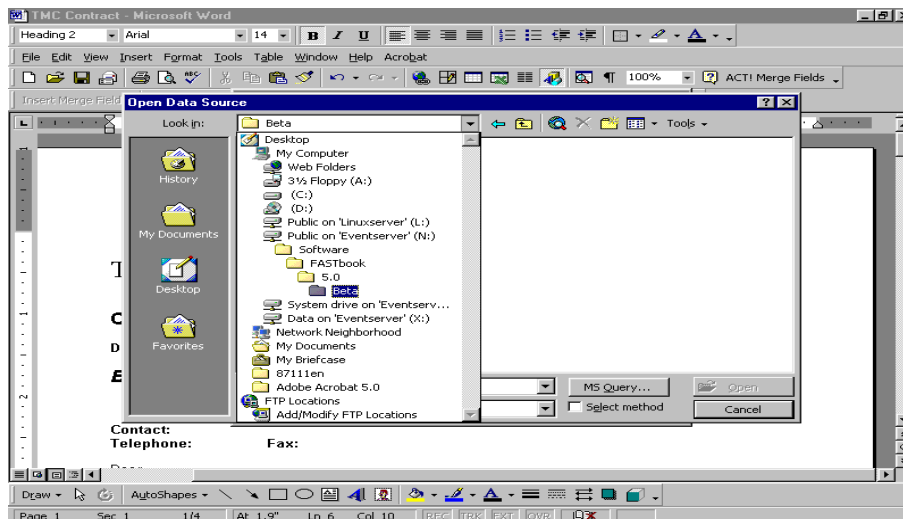 TMC Contract - Microsoft Word
Heading 2 Arial 14 B I U
File Edit View Insert Format Tools Table Window Help Acrobat
100% ACT! Merge Fields
Insert Merge Field
Open Data Source
Look in: Beta Tools
History
My Documents
Desktop
Favorites
Desktop
My Computer
Web Folders
3½ Floppy (A:)
(C:)
(D:)
Public on 'Linuxserver' (L:)
Public on 'Eventserver' (N:)
Software
FASTbook
5.0
Beta
System drive on 'Eventserv...
Data on 'Eventserver' (X:)
Network Neighborhood
My Documents
My Briefcase
87111en
Adobe Acrobat 5.0
FTP Locations
Add/Modify FTP Locations
MS Query... Open
Select method Cancel
T
C
D
E
Contact:
Telephone: Fax:
Draw AutoShapes
Page 1 Sec 1 1/4 At 1.9" Ln 6 Col 10 REC TRK EXT OVR